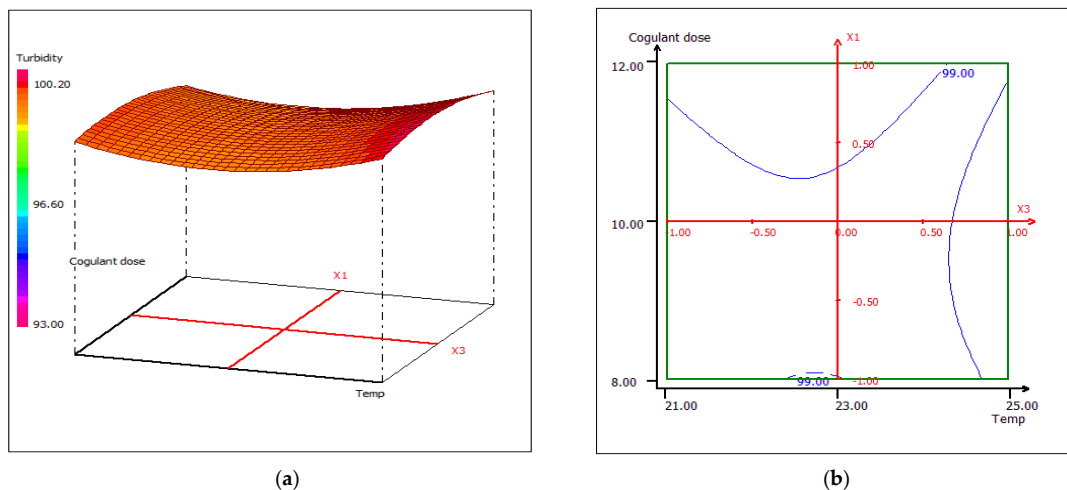 Turbidity
100.20
96.60
93.00
Cogulant dose
X1
X3
Temp
(a)
Cogulant dose
X1
12.00
1.00
99.00
0.50
10.00
X3
-1.00
-0.50
0.00
0.50
1.00
-0.50
8.00
99.00
-1.00
21.00
23.00
25.00
Temp
(b)